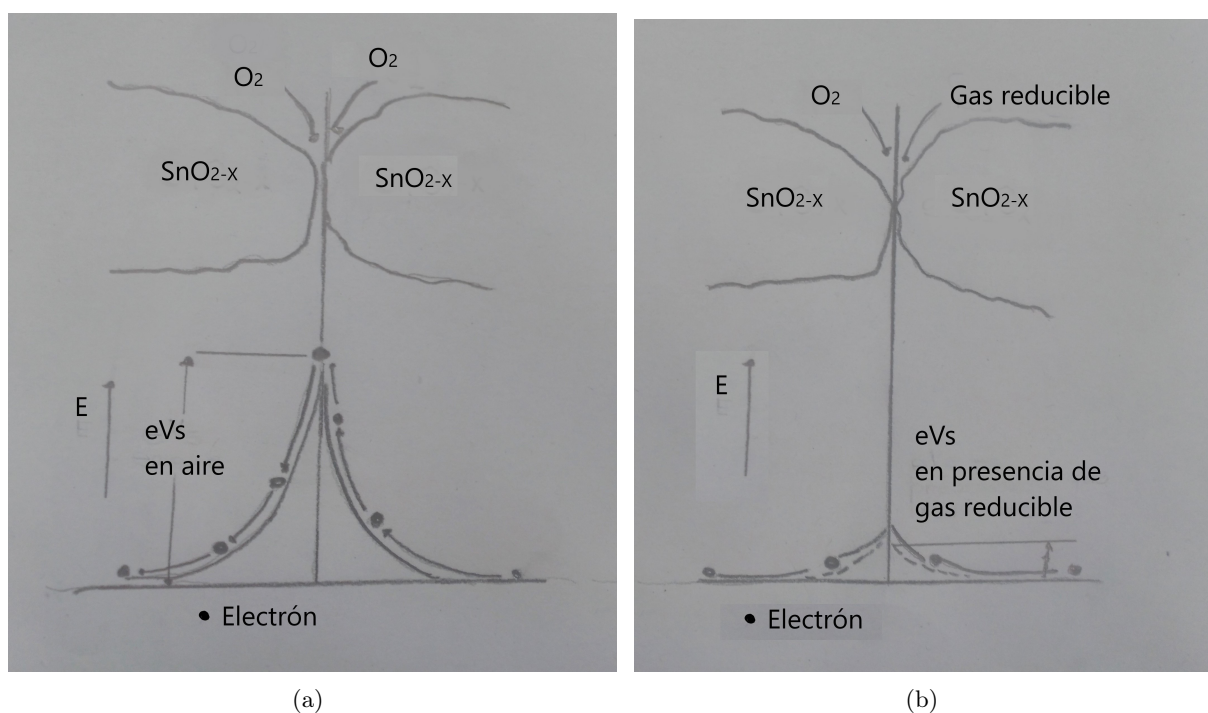 O2
O2
SnO2-x
SnO2-x
E
eVs
en aire
Electrón
(a)
O2
Gas reducible
SnO2-x
SnO2-x
E
eVs
en presencia de
gas reducible
Electrón
(b)